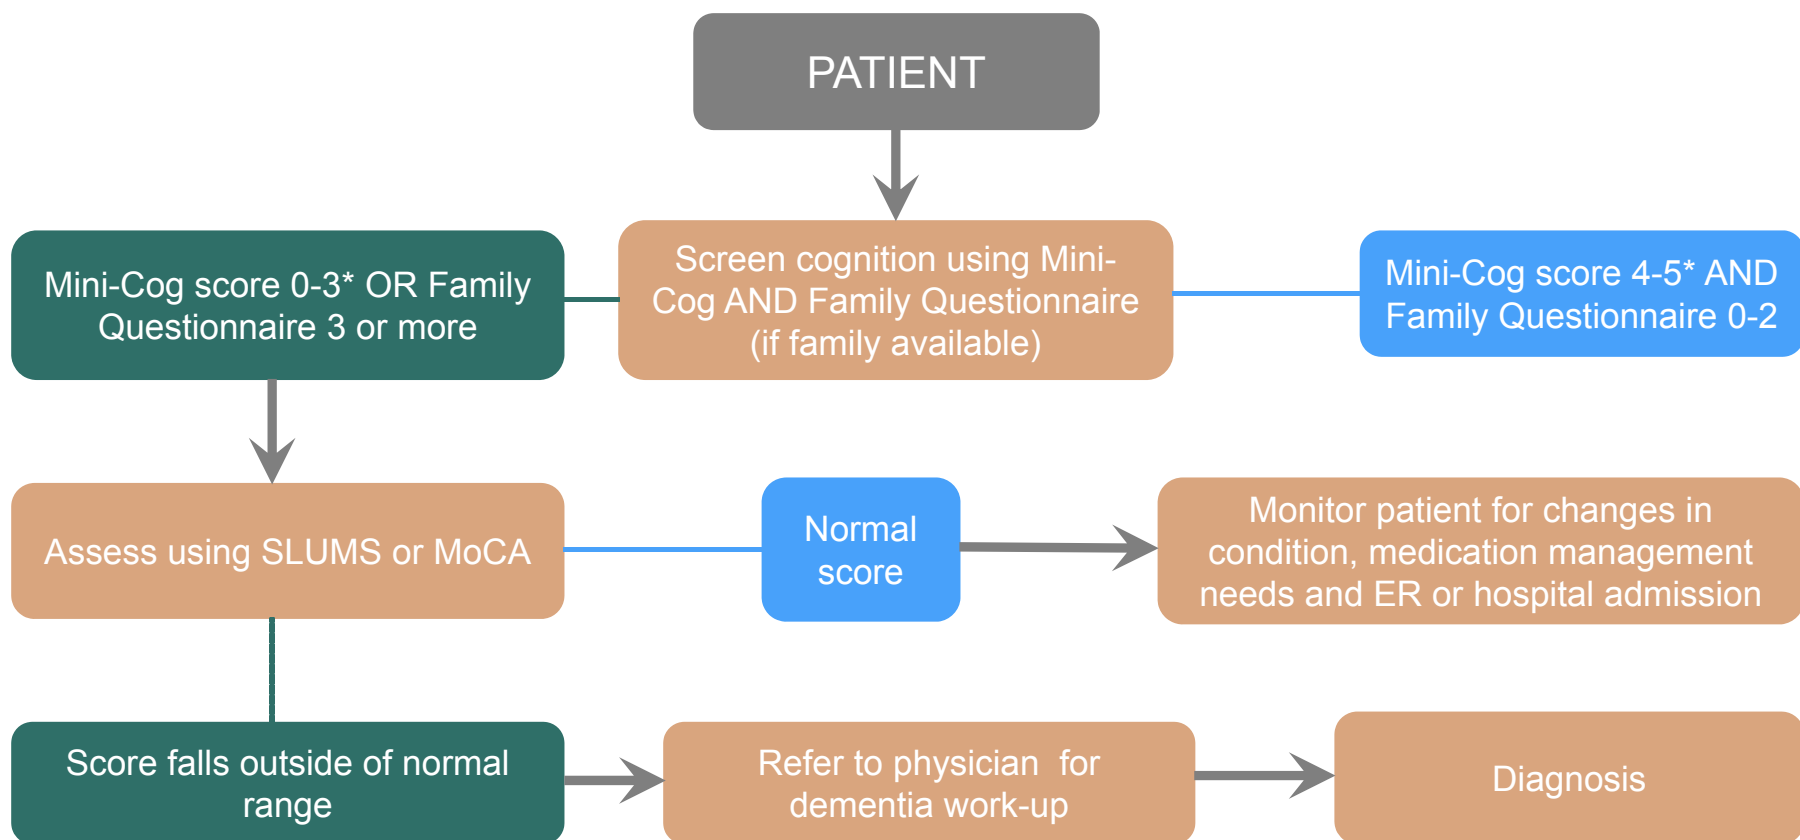 PATIENT
Mini-Cog score 0-3* OR Family
Questionnaire 3 or more
Screen cognition using Mini-
Cog AND Family Questionnaire
(if family available)
Mini-Cog score 4-5* AND
Family Questionnaire 0-2
Assess using SLUMS or MoCA
Normal
score
Monitor patient for changes in
condition, medication management
needs and ER or hospital admission
Score falls outside of normal
range
Refer to physician for
dementia work-up
Diagnosis